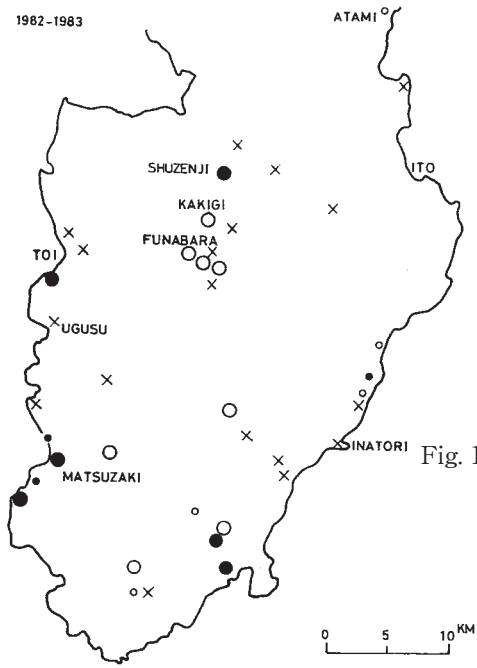 1982-1983
ATAMI
SHUZENJI
ITO
KAKIGI
FUNABARA
TOI
UGUSU
INATORI
Fig. 1
MATSUZAKI
0 5 10 KM